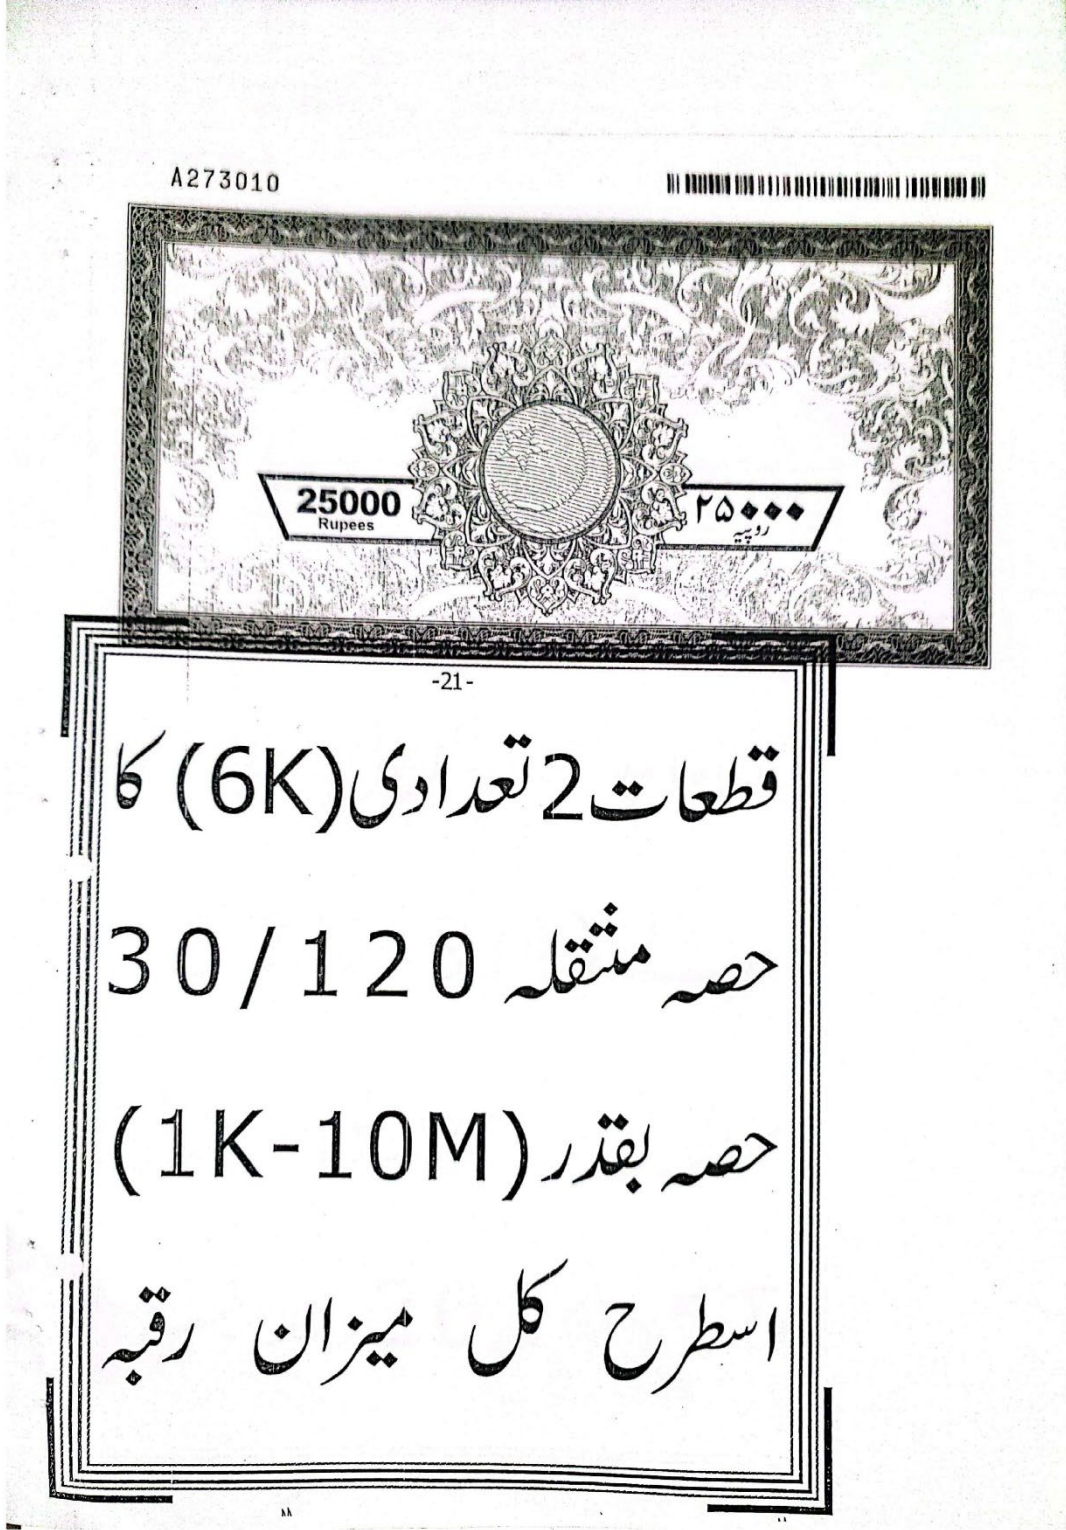 A273010
25000
Rupees
۲۵۰۰۰
روپیہ
-21-
قطعات 2 تعدادی (6K) کا
حصہ منتقلہ 30/120
حصہ بقدر (1K-10M)
اسطرح کل میزان رقبہ